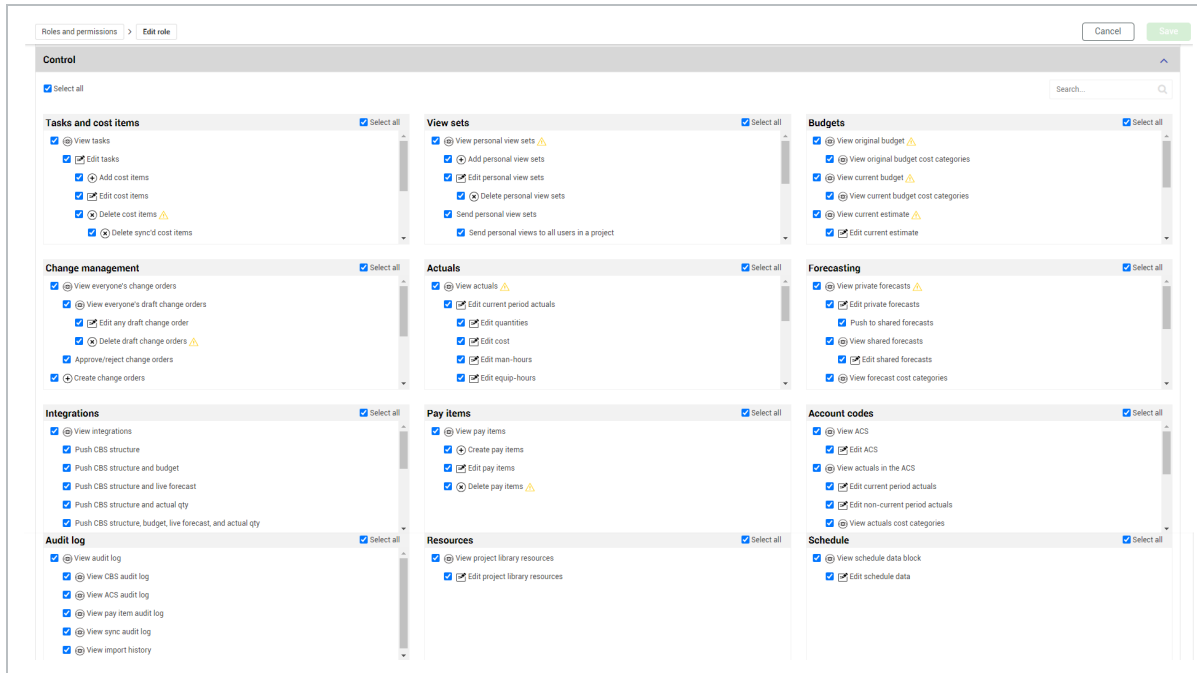 Roles and permissions > Edit role
Cancel
Save
Control
Select all
Search...
Tasks and cost items
Select all
View tasks
Edit tasks
Add cost items
Edit cost items
Delete cost items
Delete sync'd cost items
View sets
Select all
View personal view sets
Add personal view sets
Edit personal view sets
Delete personal view sets
Send personal view sets
Send personal views to all users in a project
Budgets
Select all
View original budget
View original budget cost categories
View current budget
View current budget cost categories
View current estimate
Edit current estimate
Change management
Select all
View everyone's change orders
View everyone's draft change orders
Edit any draft change order
Delete draft change orders
Approve/reject change orders
Create change orders
Actuals
Select all
View actuals
Edit current period actuals
Edit quantities
Edit cost
Edit man-hours
Edit equip-hours
Forecasting
Select all
View private forecasts
Edit private forecasts
Push to shared forecasts
View shared forecasts
Edit shared forecasts
View forecast cost categories
Integrations
Select all
View integrations
Push CBS structure
Push CBS structure and budget
Push CBS structure and live forecast
Push CBS structure and actual qty
Push CBS structure, budget, live forecast, and actual qty
Pay items
Select all
View pay items
Create pay items
Edit pay items
Delete pay items
Account codes
Select all
View ACS
Edit ACS
View actuals in the ACS
Edit current period actuals
Edit non-current period actuals
View actuals cost categories
Audit log
Select all
View audit log
View CBS audit log
View ACS audit log
View pay item audit log
View sync audit log
View import history
Resources
Select all
View project library resources
Edit project library resources
Schedule
Select all
View schedule data block
Edit schedule data